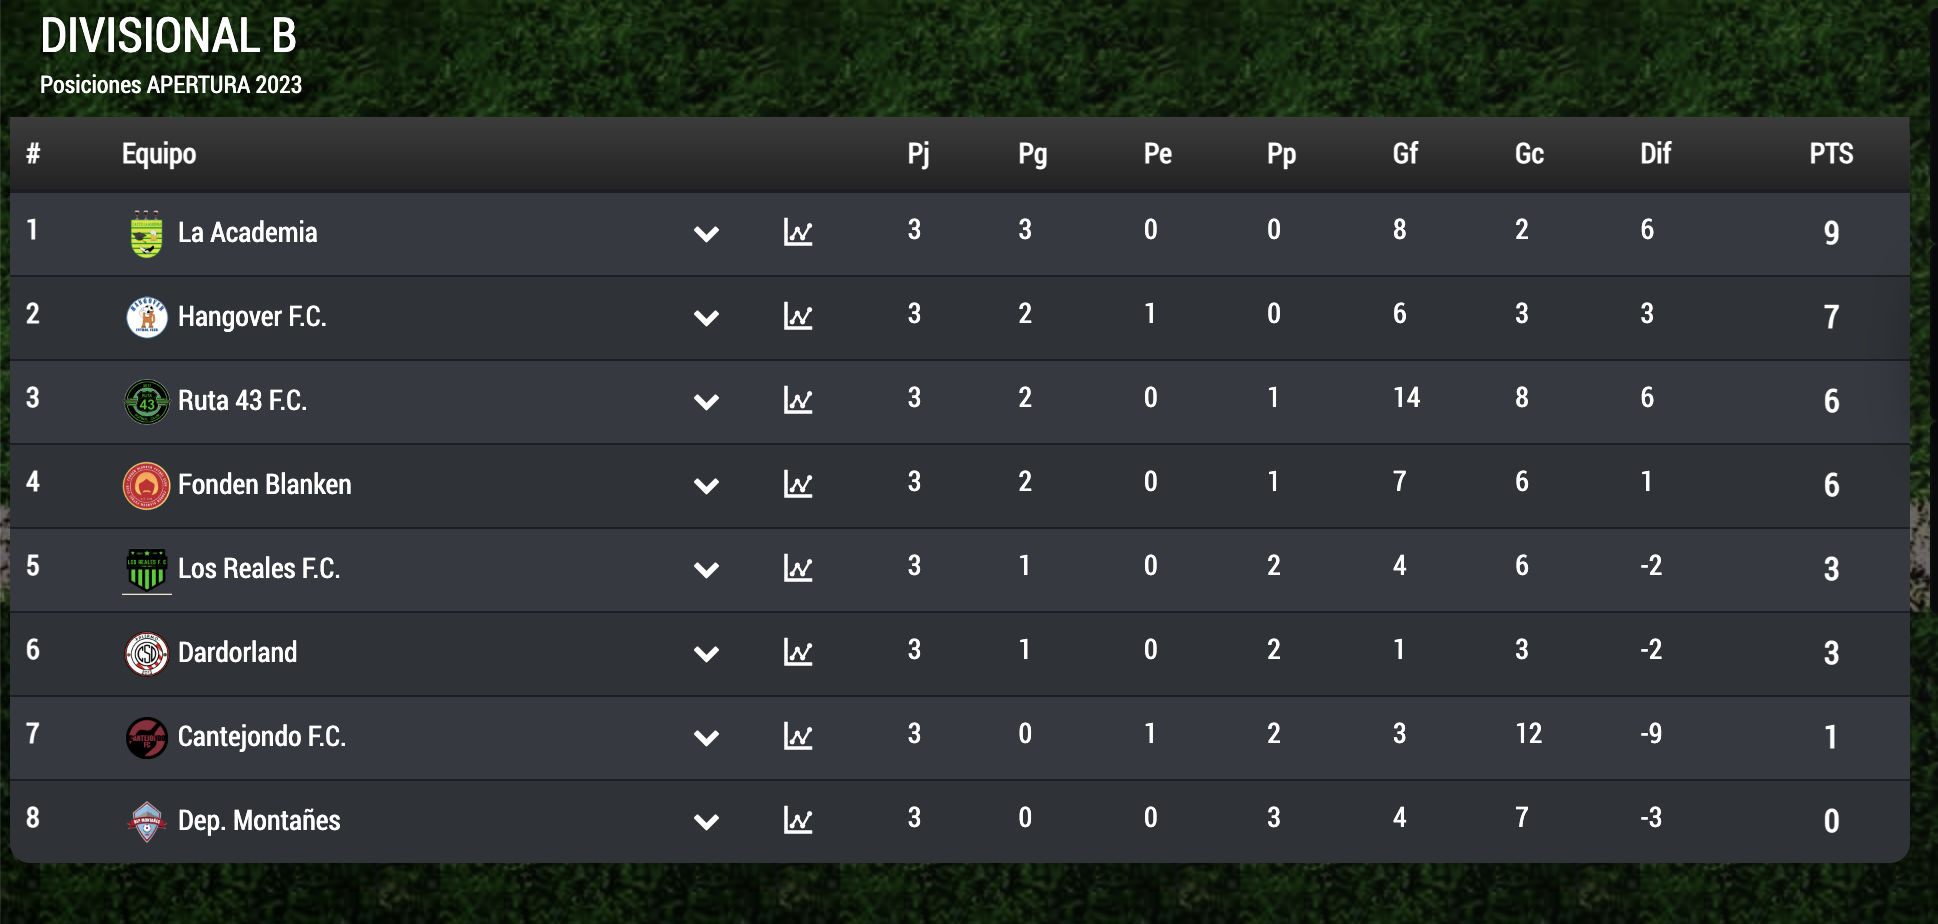 DIVISIONAL B
Posiciones APERTURA 2023
# Equipo Pj Pg Pe Pp Gf Gc Dif PTS
1 La Academia 3 3 0 0 8 2 6 9
2 Hangover F.C. 3 2 1 0 6 3 3 7
3 Ruta 43 F.C. 3 2 0 1 14 8 6 6
4 Fonden Blanken 3 2 0 1 7 6 1 6
5 Los Reales F.C. 3 1 0 2 4 6 -2 3
6 Dardorland 3 1 0 2 1 3 -2 3
7 Cantejondo F.C. 3 0 1 2 3 12 -9 1
8 Dep. Montañes 3 0 0 3 4 7 -3 0